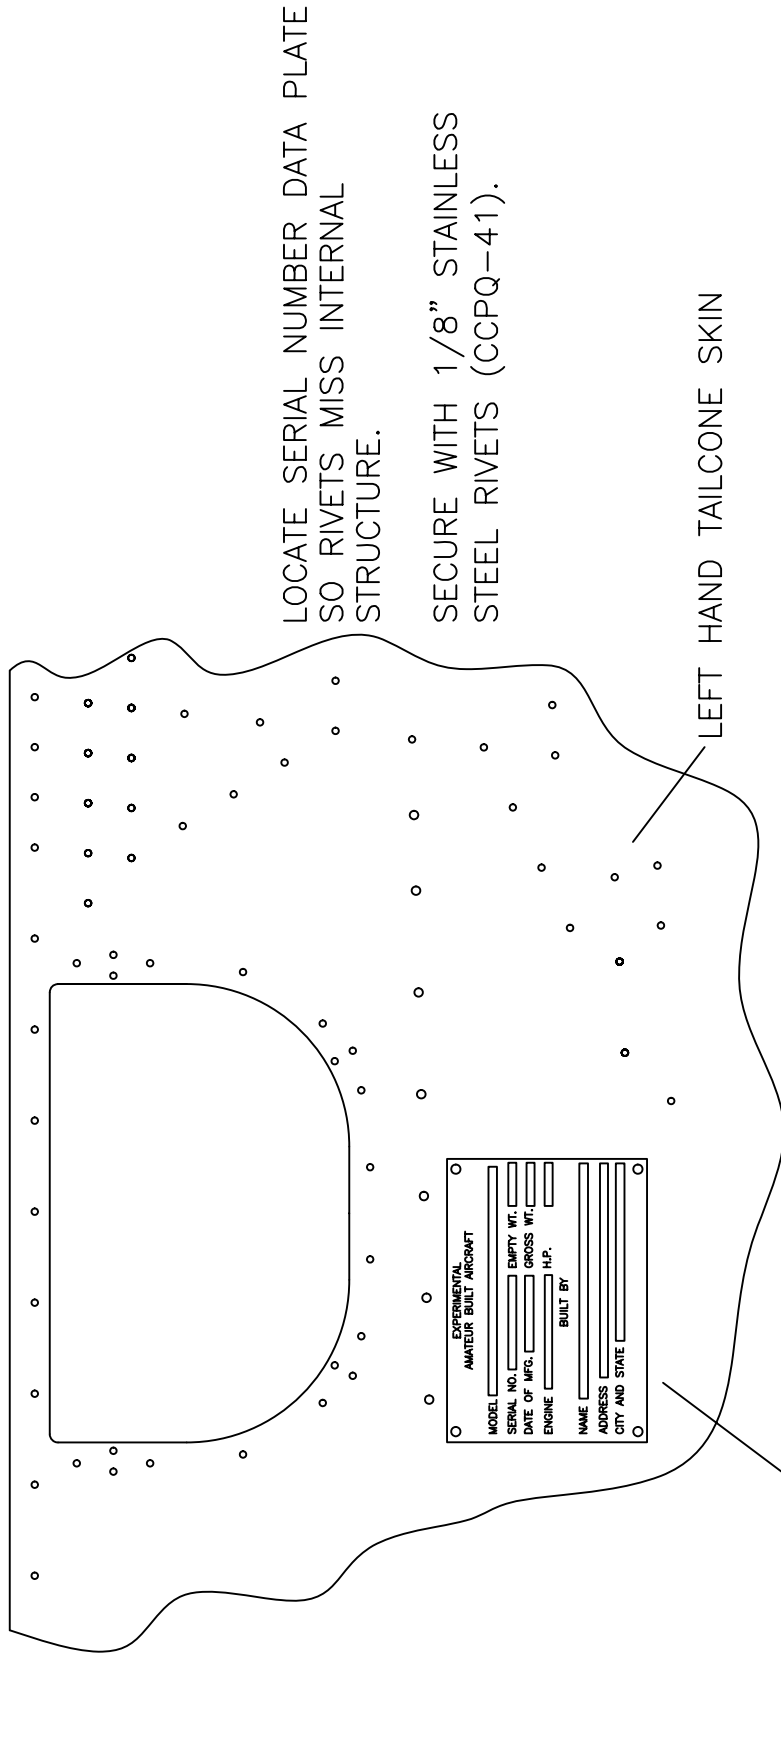 LOCATE SERIAL NUMBER DATA PLATE
SO RIVETS MISS INTERNAL
STRUCTURE.
SECURE WITH 1/8” STAINLESS
STEEL RIVETS (CCPQ-41).
LEFT HAND TAILCONE SKIN
EXPERIMENTAL
AMATEUR BUILT AIRCRAFT
MODEL
SERIAL NO. EMPTY WT.
DATE OF MFG. GROSS WT.
ENGINE H.P.
BUILT BY
NAME
ADDRESS
CITY AND STATE